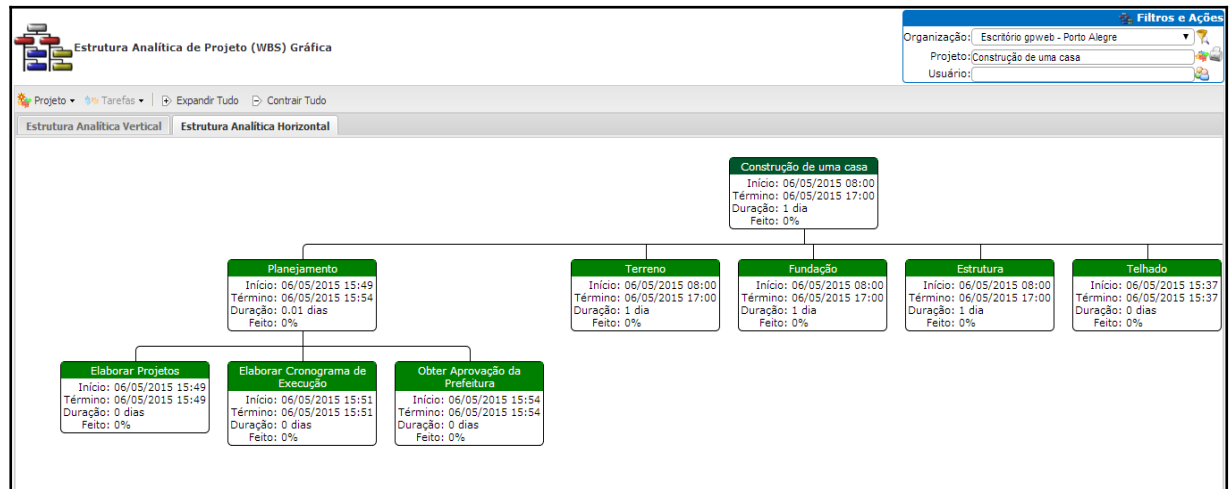 Filtros e Ações
Estrutura Analítica de Projeto (WBS) Gráfica
Organização: Escritório gpweb - Porto Alegre
Projeto: Construção de uma casa
Usuário:
Projeto Tarefas Expandir Tudo Contrair Tudo
Estrutura Analítica Vertical Estrutura Analítica Horizontal
Construção de uma casa
Início: 06/05/2015 08:00
Término: 06/05/2015 17:00
Duração: 1 dia
Feito: 0%
Planejamento
Início: 06/05/2015 15:49
Término: 06/05/2015 15:54
Duração: 0.01 dias
Feito: 0%
Terreno
Início: 06/05/2015 08:00
Término: 06/05/2015 17:00
Duração: 1 dia
Feito: 0%
Fundação
Início: 06/05/2015 08:00
Término: 06/05/2015 17:00
Duração: 1 dia
Feito: 0%
Estrutura
Início: 06/05/2015 08:00
Término: 06/05/2015 17:00
Duração: 1 dia
Feito: 0%
Telhado
Início: 06/05/2015 15:37
Término: 06/05/2015 15:37
Duração: 0 dias
Feito: 0%
Elaborar Projetos
Início: 06/05/2015 15:49
Término: 06/05/2015 15:49
Duração: 0 dias
Feito: 0%
Elaborar Cronograma de
Execução
Início: 06/05/2015 15:51
Término: 06/05/2015 15:51
Duração: 0 dias
Feito: 0%
Obter Aprovação da
Prefeitura
Início: 06/05/2015 15:54
Término: 06/05/2015 15:54
Duração: 0 dias
Feito: 0%